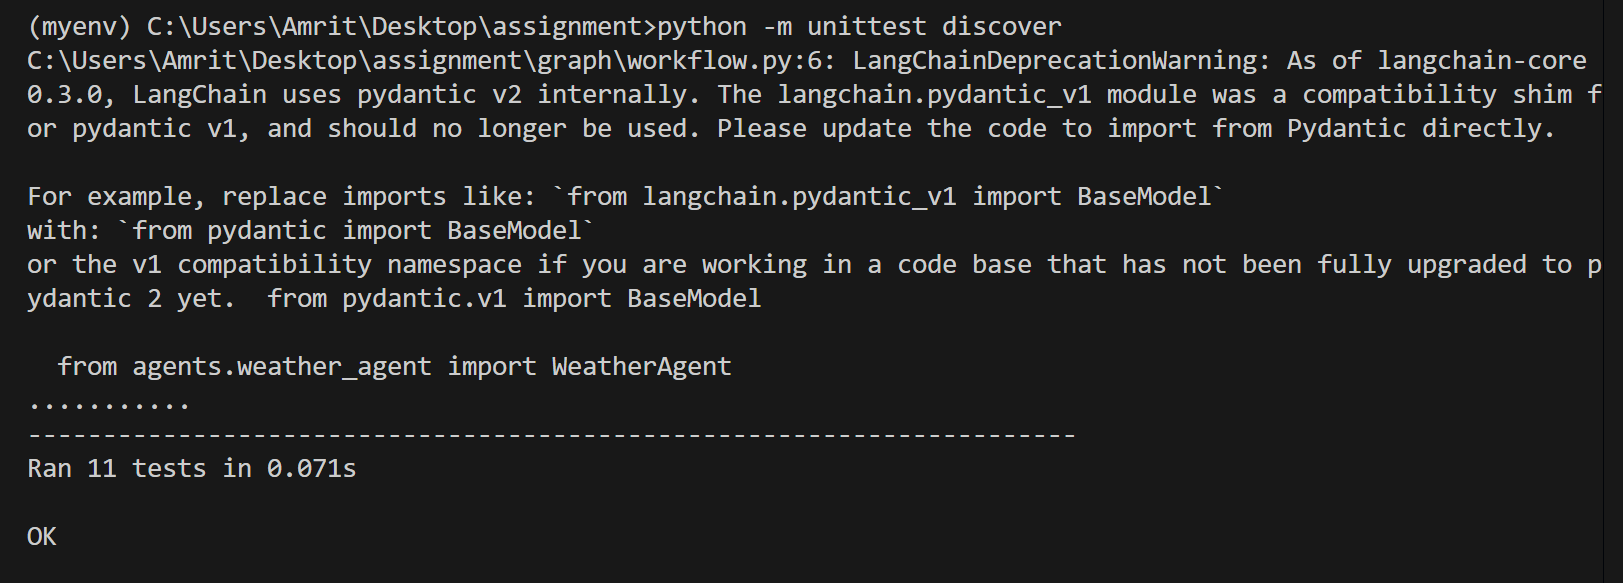 (myenv) C:\Users\Amrit\Desktop\assignment>python -m unittest discover
C:\Users\Amrit\Desktop\assignment\graph\workflow.py:6: LangChainDeprecationWarning: As of langchain-core
0.3.0, LangChain uses pydantic v2 internally. The langchain.pydantic_v1 module was a compatibility shim f
or pydantic v1, and should no longer be used. Please update the code to import from Pydantic directly.

For example, replace imports like: `from langchain.pydantic_v1 import BaseModel`
with: `from pydantic import BaseModel`
or the v1 compatibility namespace if you are working in a code base that has not been fully upgraded to p
ydantic 2 yet.  from pydantic.v1 import BaseModel

  from agents.weather_agent import WeatherAgent
...........
----------------------------------------------------------------------
Ran 11 tests in 0.071s

OK